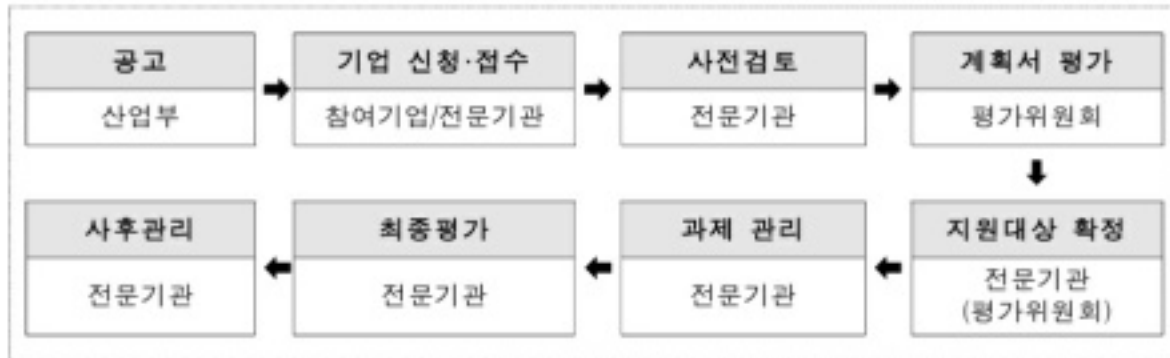 공고
산업부
기업 신청·접수
참여기업/전문기관
사전검토
전문기관
계획서 평가
평가위원회
지원대상 확정
전문기관
(평가위원회)
과제 관리
전문기관
최종평가
전문기관
사후관리
전문기관